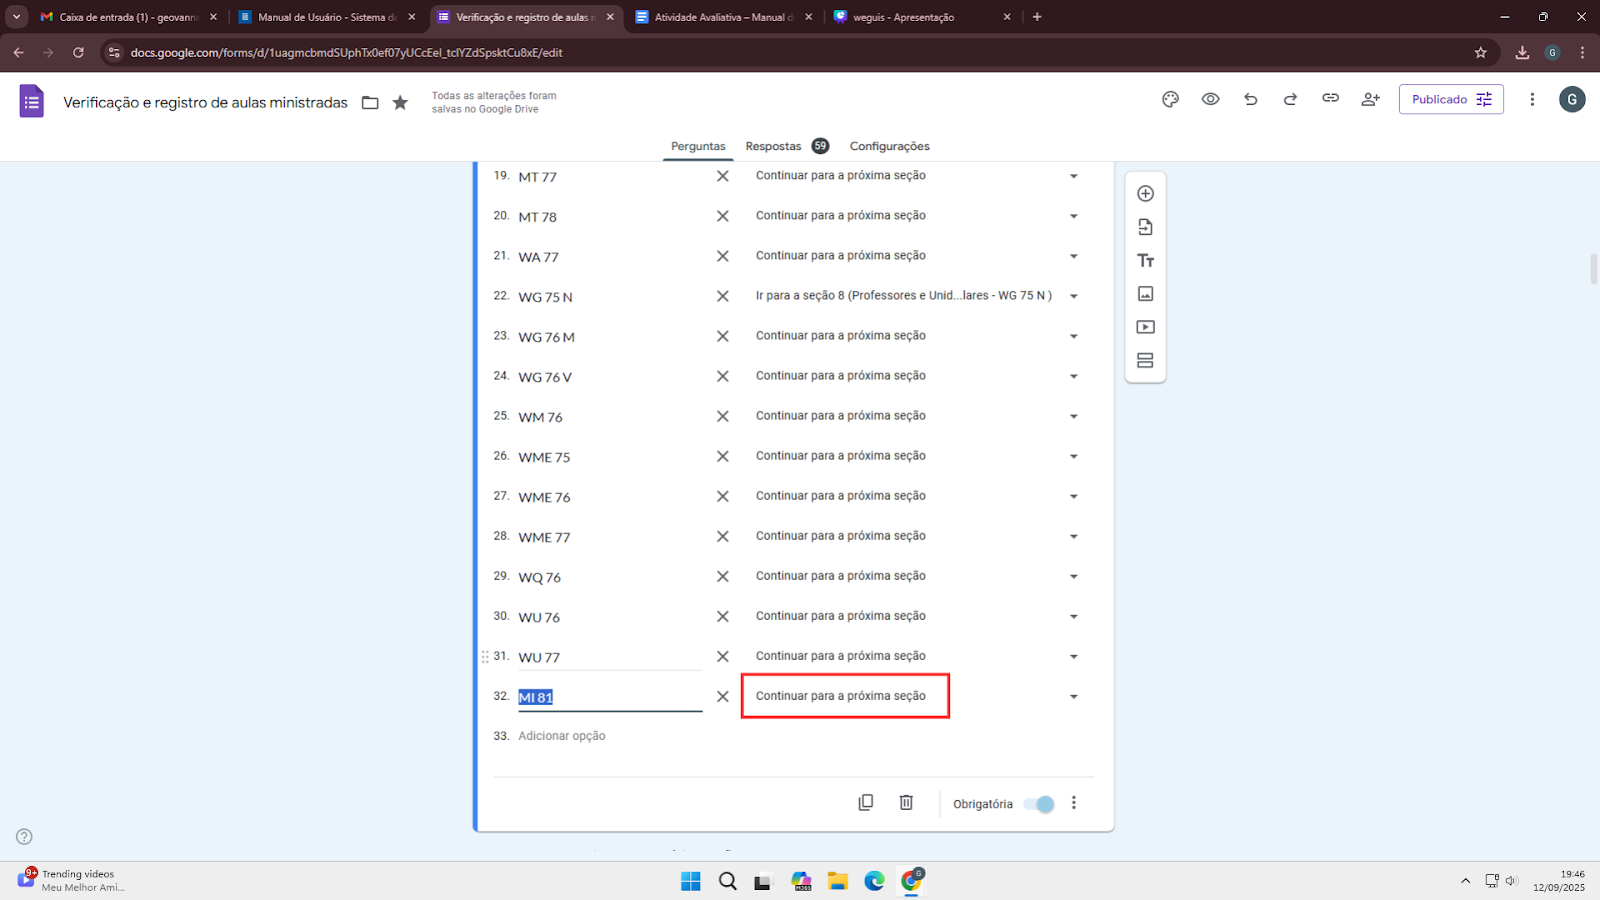 Caixa de entrada (1) - geovanna
Manual de Usuário - Sistema de
Verificação e registro de aulas m
Atividade Avaliativa – Manual d
weguis - Apresentação
docs.google.com/forms/d/1uagmcbmdSUphTx0ef07yUCcEel_tclYZdSpsktCu8xE/edit
G
Verificação e registro de aulas ministradas
Todas as alterações foram
salvas no Google Drive
Publicado
G
Perguntas
Respostas 59
Configurações
19. MT 77 Continuar para a próxima seção
20. MT 78 Continuar para a próxima seção
21. WA 77 Continuar para a próxima seção
22. WG 75 N Ir para a seção 8 (Professores e Unid...lares - WG 75 N )
23. WG 76 M Continuar para a próxima seção
24. WG 76 V Continuar para a próxima seção
25. WM 76 Continuar para a próxima seção
26. WME 75 Continuar para a próxima seção
27. WME 76 Continuar para a próxima seção
28. WME 77 Continuar para a próxima seção
29. WQ 76 Continuar para a próxima seção
30. WU 76 Continuar para a próxima seção
31. WU 77 Continuar para a próxima seção
32. MI 81 Continuar para a próxima seção
33. Adicionar opção
Obrigatória
9+
Trending videos
Meu Melhor Ami...
M365
G
19:46
12/09/2025